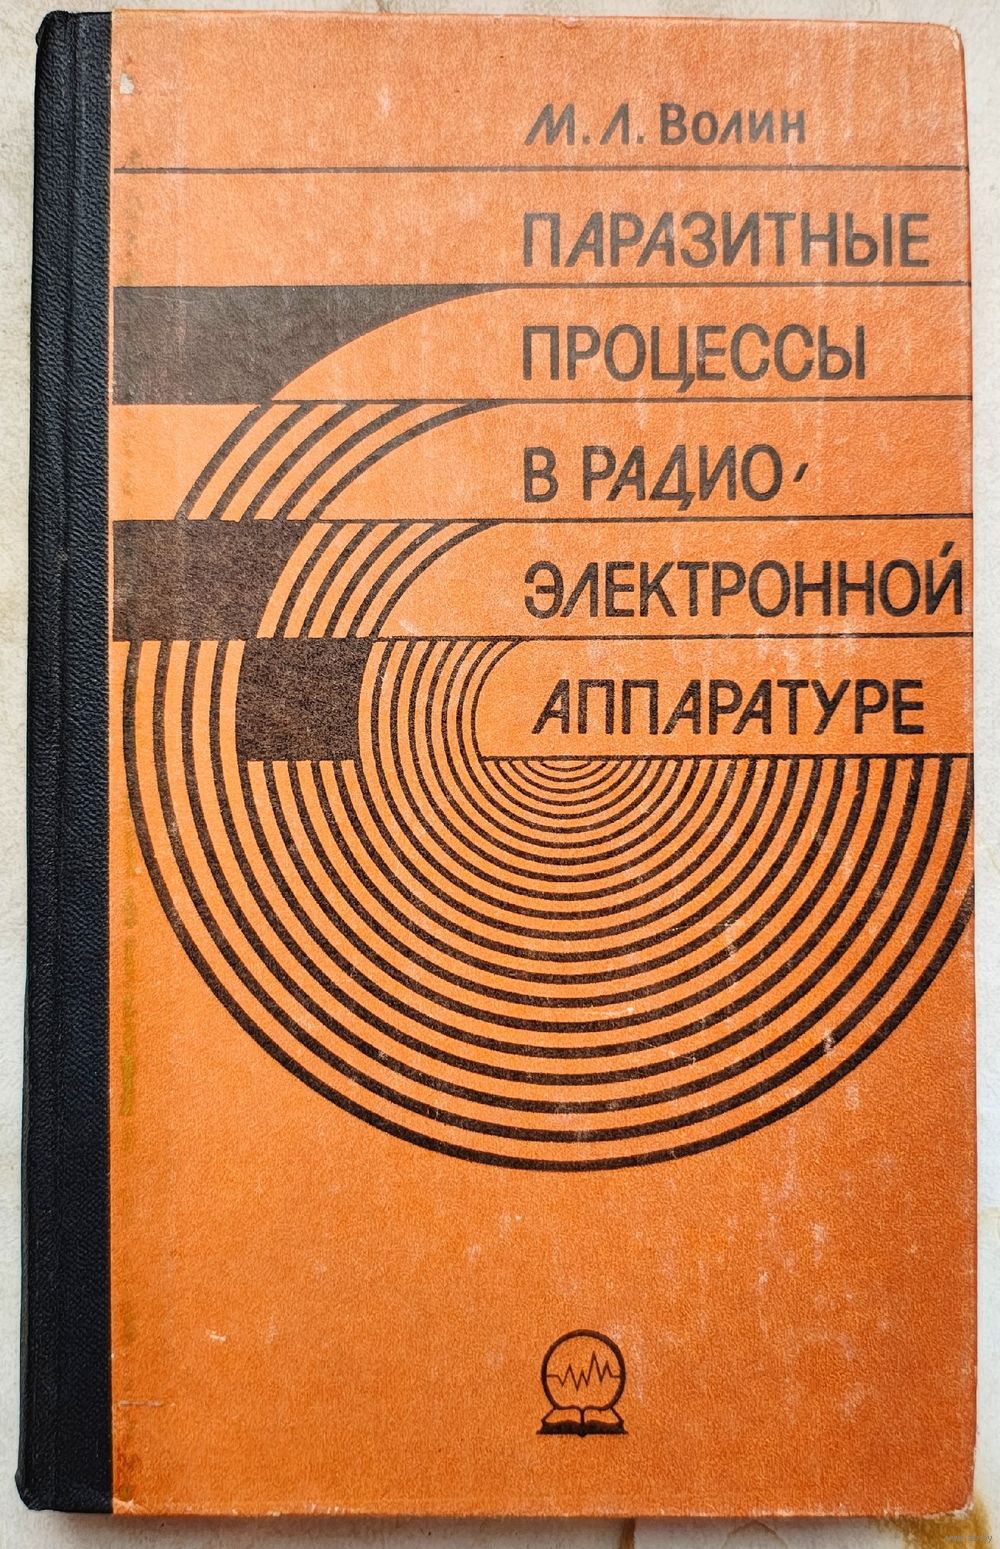 М. Л. Волин
ПАРАЗИТНЫЕ
ПРОЦЕССЫ
В РАДИО-
ЭЛЕКТРОННОЙ
АППАРАТУРЕ